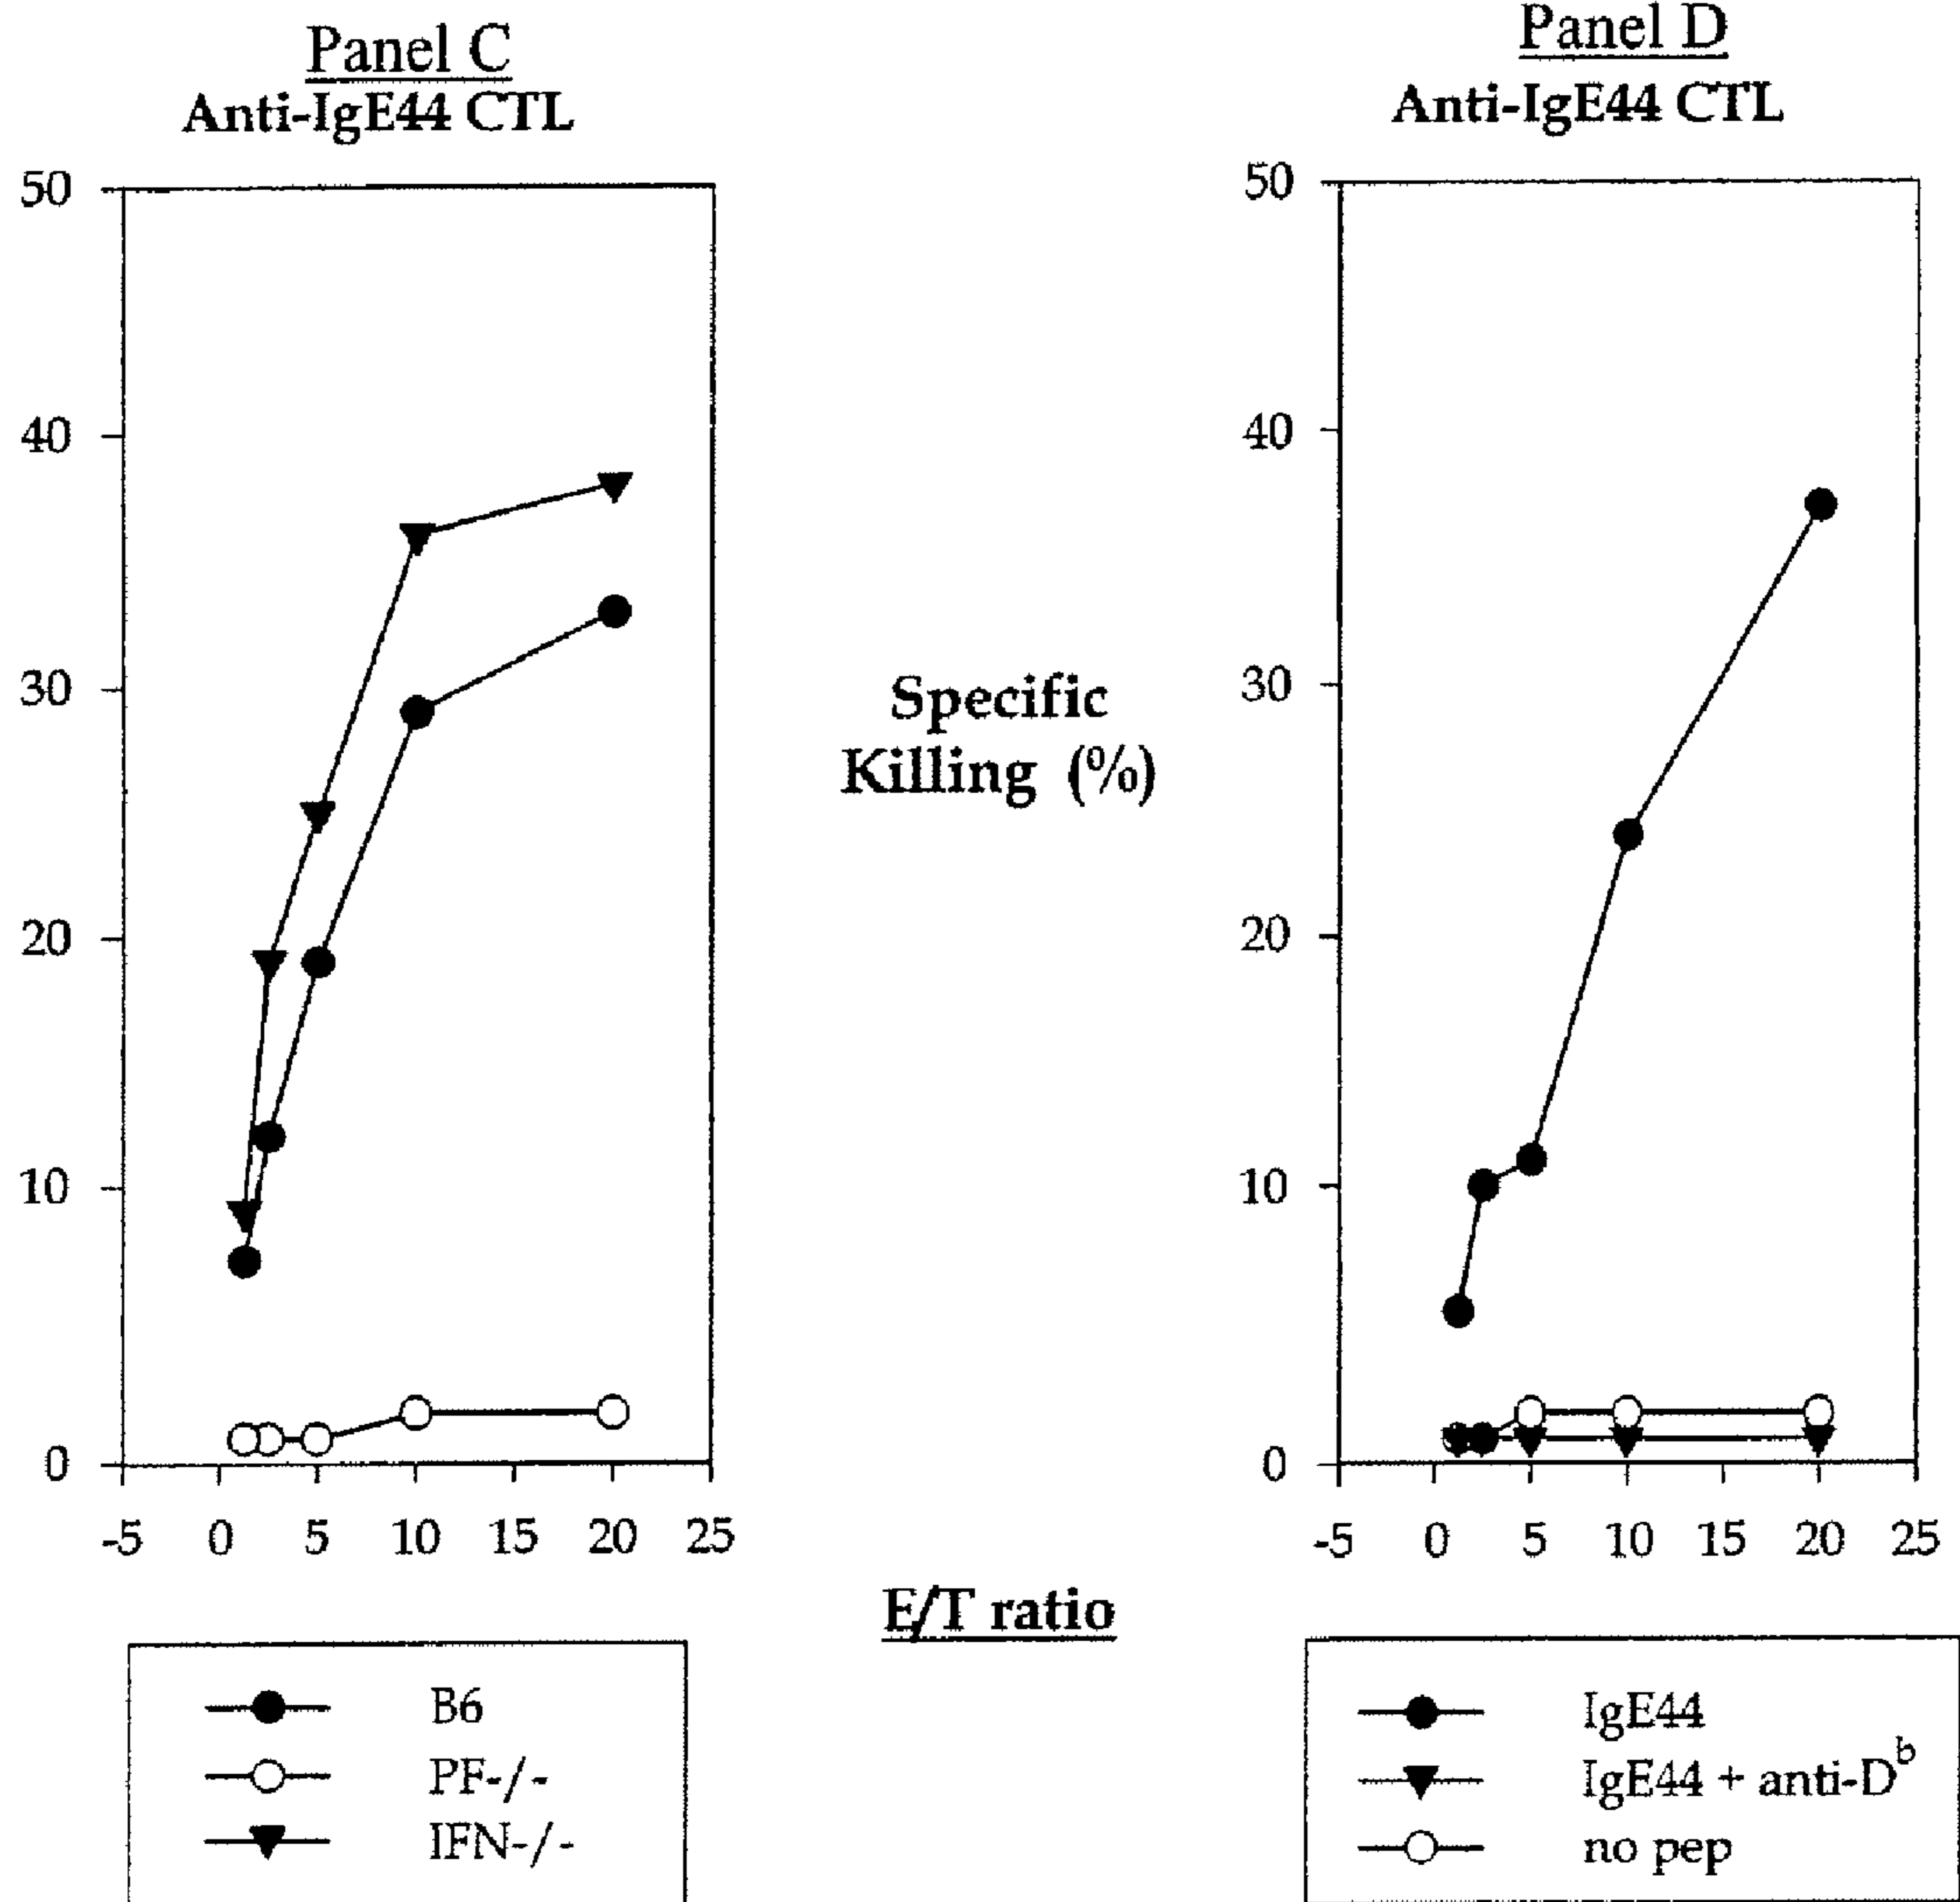 Panel C
Anti-IgE44 CTL
50
40
30
20
10
0
-5 0 5 10 15 20 25
Specific
Killing (%)
E/T ratio
B6
PF-/-
IFN-/-
Panel D
Anti-IgE44 CTL
50
40
30
20
10
0
-5 0 5 10 15 20 25
IgE44
IgE44 + anti-D^b
no pep